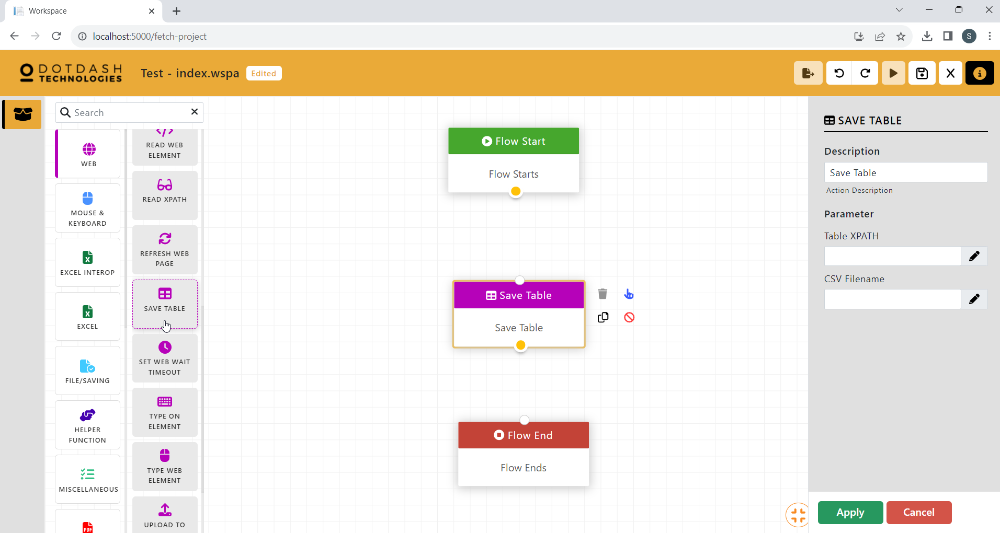 Workspace
localhost:5000/fetch-project
S
DOTDASH
TECHNOLOGIES
Test - index.wspa
Edited
Search
WEB
MOUSE &
KEYBOARD
EXCEL INTEROP
EXCEL
FILE/SAVING
HELPER
FUNCTION
MISCELLANEOUS
PDF
READ WEB
ELEMENT
READ XPATH
REFRESH WEB
PAGE
SAVE TABLE
SET WEB WAIT
TIMEOUT
TYPE ON
ELEMENT
TYPE WEB
ELEMENT
UPLOAD TO
Flow Start
Flow Starts
Save Table
Save Table
Flow End
Flow Ends
SAVE TABLE
Description
Save Table
Action Description
Parameter
Table XPATH
CSV Filename
Apply
Cancel